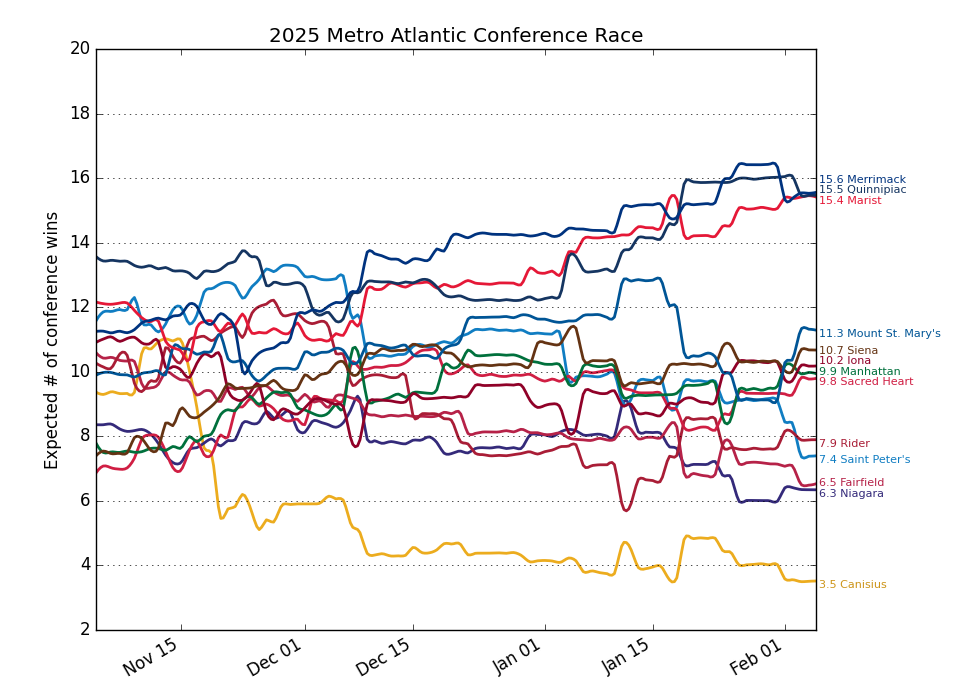 2025 Metro Atlantic Conference Race
Expected # of conference wins
20
18
16
14
12
10
8
6
4
2
15.6 Merrimack
15.5 Quinnipiac
15.4 Marist
11.3 Mount St. Mary's
10.7 Siena
10.2 Iona
9.9 Manhattan
9.8 Sacred Heart
7.9 Rider
7.4 Saint Peter's
6.5 Fairfield
6.3 Niagara
3.5 Canisius
Nov 15
Dec 01
Dec 15
Jan 01
Jan 15
Feb 01